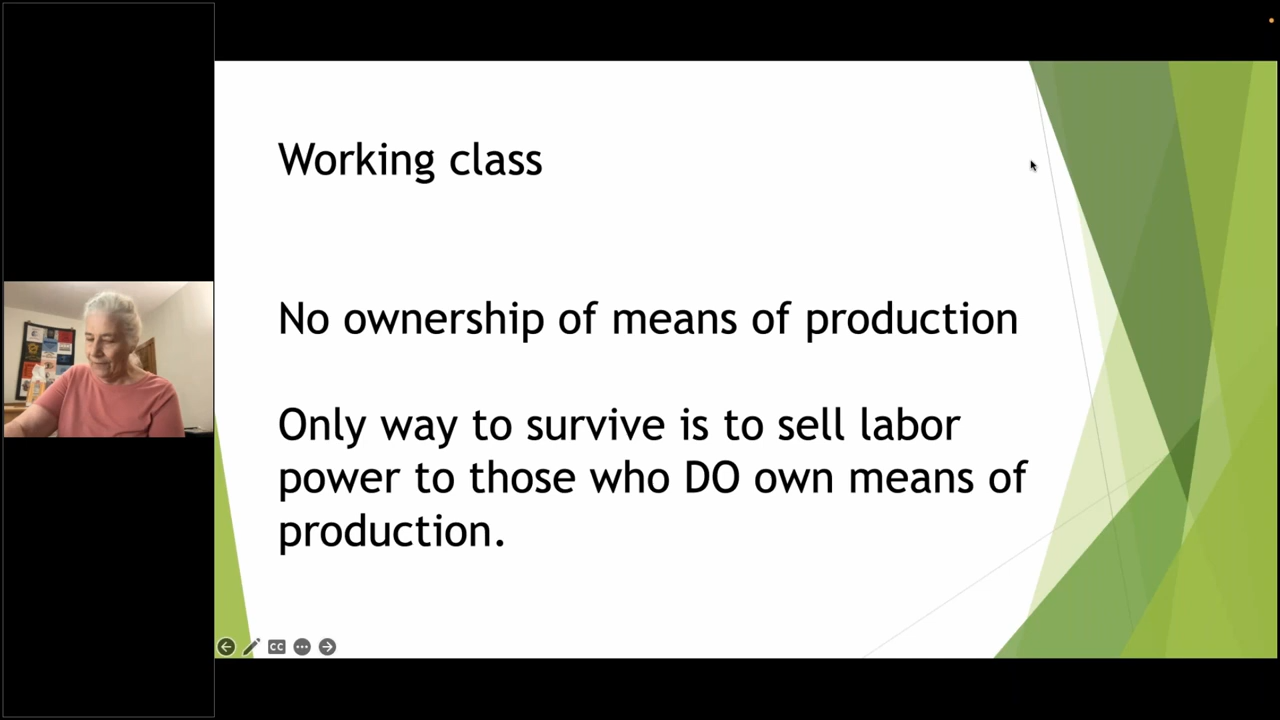 Working class
No ownership of means of production
Only way to survive is to sell labor
power to those who DO own means of
production.
CC